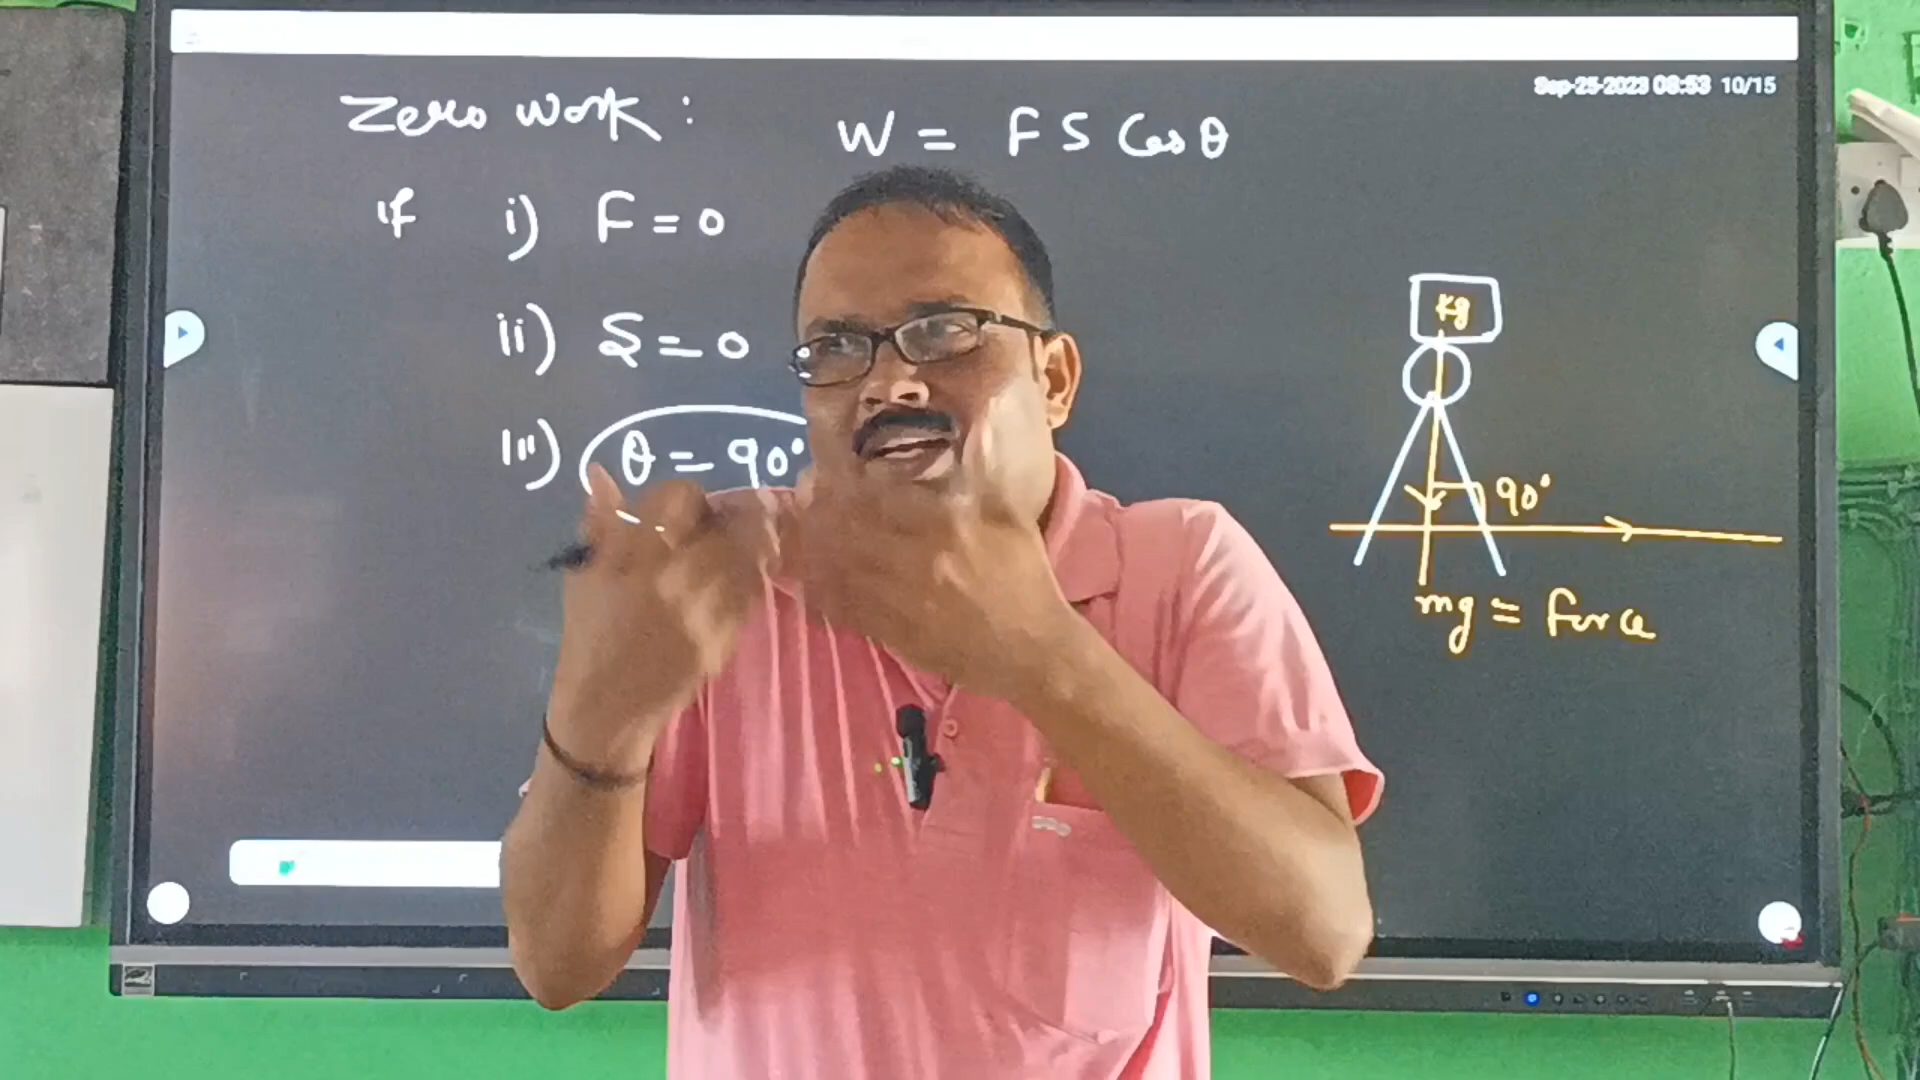 Sep-25-2023 08:53 10/15
Zero work : W = F S Cos θ
if i) F = 0
ii) S = 0
iii) θ = 90°
kg
90°
mg = Force